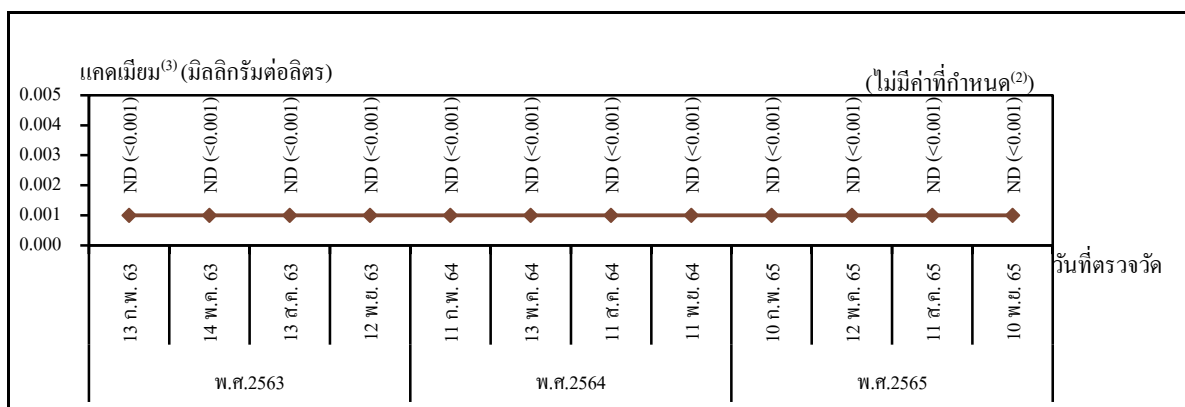 แคดเมียม(3) (มิลลิกรัมต่อลิตร)
(ไม่มีค่าที่กำหนด(2))
0.005
0.004
0.003
0.002
0.001
0.000
ND (<0.001)
ND (<0.001)
ND (<0.001)
ND (<0.001)
ND (<0.001)
ND (<0.001)
ND (<0.001)
ND (<0.001)
ND (<0.001)
ND (<0.001)
ND (<0.001)
ND (<0.001)
13 ก.พ. 63
14 พ.ค. 63
13 ส.ค. 63
12 พ.ย. 63
11 ก.พ. 64
13 พ.ค. 64
11 ส.ค. 64
11 พ.ย. 64
10 ก.พ. 65
12 พ.ค. 65
11 ส.ค. 65
10 พ.ย. 65
วันที่ตรวจวัด
พ.ศ.2563
พ.ศ.2564
พ.ศ.2565